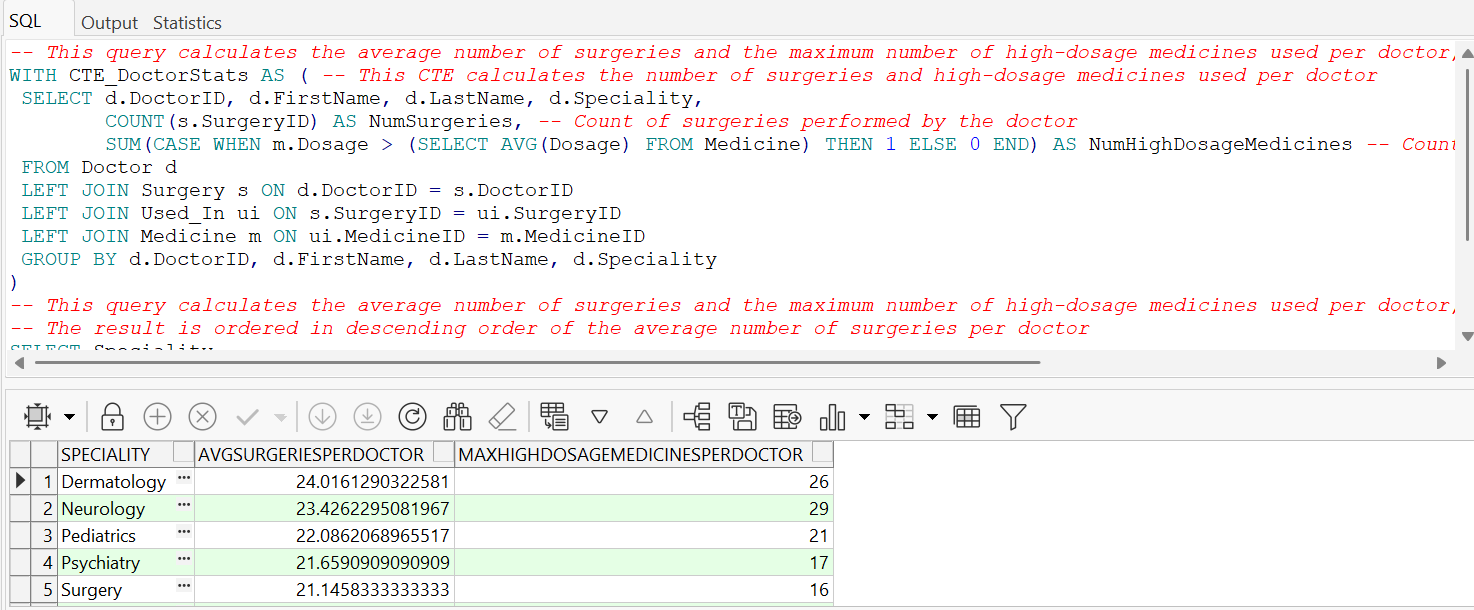 SQL Output Statistics
-- This query calculates the average number of surgeries and the maximum number of high-dosage medicines used per doctor,
WITH CTE_DoctorStats AS ( -- This CTE calculates the number of surgeries and high-dosage medicines used per doctor
SELECT d.DoctorID, d.FirstName, d.LastName, d.Speciality,
COUNT(s.SurgeryID) AS NumSurgeries, -- Count of surgeries performed by the doctor
SUM(CASE WHEN m.Dosage > (SELECT AVG(Dosage) FROM Medicine) THEN 1 ELSE 0 END) AS NumHighDosageMedicines -- Count
FROM Doctor d
LEFT JOIN Surgery s ON d.DoctorID = s.DoctorID
LEFT JOIN Used_In ui ON s.SurgeryID = ui.SurgeryID
LEFT JOIN Medicine m ON ui.MedicineID = m.MedicineID
GROUP BY d.DoctorID, d.FirstName, d.LastName, d.Speciality
)
-- This query calculates the average number of surgeries and the maximum number of high-dosage medicines used per doctor,
-- The result is ordered in descending order of the average number of surgeries per doctor
SELECT Speciality
SPECIALITY AVGSURGERIESPERDOCTOR MAXHIGHDOSAGEMEDICINESPERDOCTOR
1 Dermatology ... 24.0161290322581 26
2 Neurology ... 23.4262295081967 29
3 Pediatrics ... 22.0862068965517 21
4 Psychiatry ... 21.6590909090909 17
5 Surgery ... 21.1458333333333 16